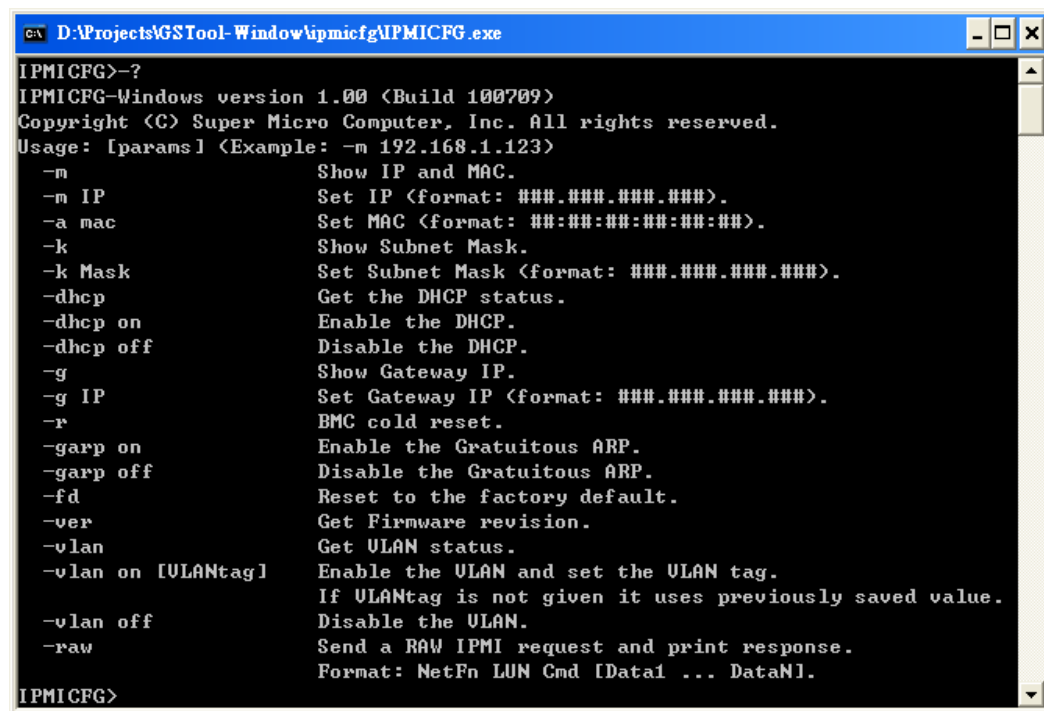 D:\Projects\GSTool-Window\ipmicfg\IPMICFG.exe
IPMICFG>-?
IPMICFG-Windows version 1.00 (Build 100709)
Copyright (C) Super Micro Computer, Inc. All rights reserved.
Usage: [params] (Example: -m 192.168.1.123)
-m Show IP and MAC.
-m IP Set IP (format: ###.###.###.###).
-a mac Set MAC (format: ##:##:##:##:##:##).
-k Show Subnet Mask.
-k Mask Set Subnet Mask (format: ###.###.###.###).
-dhcp Get the DHCP status.
-dhcp on Enable the DHCP.
-dhcp off Disable the DHCP.
-g Show Gateway IP.
-g IP Set Gateway IP (format: ###.###.###.###).
-r BMC cold reset.
-garp on Enable the Gratuitous ARP.
-garp off Disable the Gratuitous ARP.
-fd Reset to the factory default.
-ver Get Firmware revision.
-vlan Get VLAN status.
-vlan on [VLANtag] Enable the VLAN and set the VLAN tag.
If VLANtag is not given it uses previously saved value.
-vlan off Disable the VLAN.
-raw Send a RAW IPMI request and print response.
Format: NetFn LUN Cmd [Data1 ... DataN].
IPMICFG>